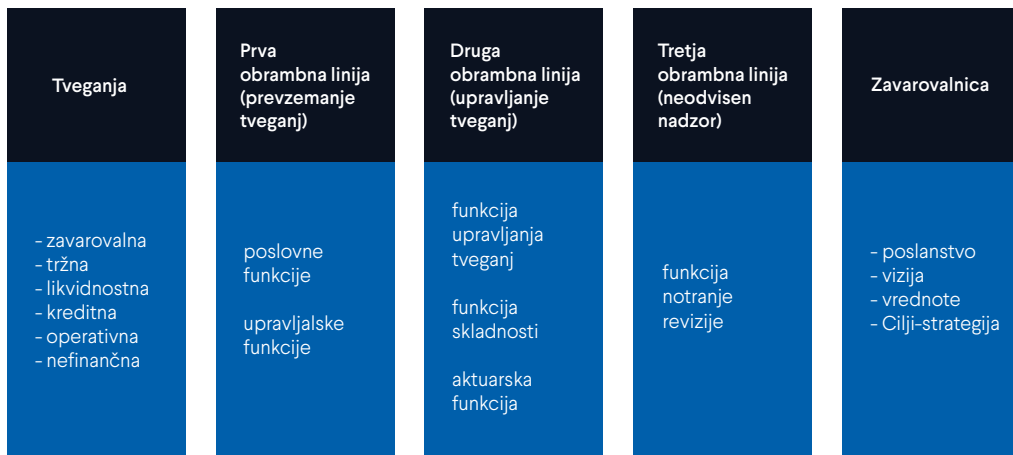 Tveganja
- zavarovalna
- tržna
- likvidnostna
- kreditna
- operativna
- nefinančna
Prva
obrambna linija
(prevzemanje
tveganj)
poslovne
funkcije
upravljalske
funkcije
Druga
obrambna linija
(upravljanje
tveganj)
funkcija
upravljanja
tveganj
funkcija
skladnosti
aktuarska
funkcija
Tretja
obrambna linija
(neodvisen
nadzor)
funkcija
notranje
revizije
Zavarovalnica
- poslanstvo
- vizija
- vrednote
- Cilji-strategija